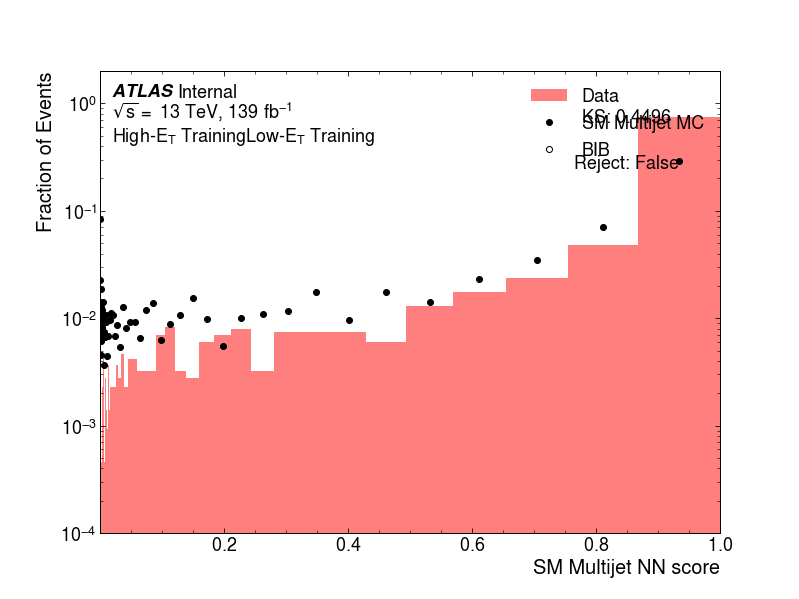 ATLAS Internal
√s = 13 TeV, 139 fb⁻¹
High-E_T TrainingLow-E_T Training
Data
KS: 0.4496
SM Multijet MC
BIB
Reject: False
Fraction of Events
10⁰
10⁻¹
10⁻²
10⁻³
10⁻⁴
0.2 0.4 0.6 0.8 1.0
SM Multijet NN score